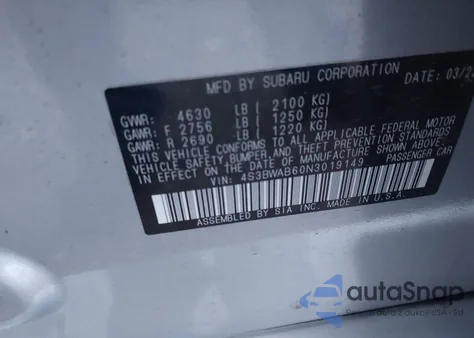 MFD BY SUBARU CORPORATION DATE: 03/2
GVWR: 4630 LB ( 2100 KG)
GAWR: F 2756 LB ( 1250 KG)
R 2690 LB ( 1220 KG)
THIS VEHICLE CONFORMS TO ALL APPLICABLE FEDERAL MOTOR
VEHICLE SAFETY, BUMPER, AND THEFT PREVENTION STANDARDS
IN EFFECT ON THE DATE OF MANUFACTURE SHOWN ABOVE.
VIN: 4S3BWAB60N3019149 PASSENGER CAR
ASSEMBLED BY SIA INC. MADE IN U.S.A.
autoSnap